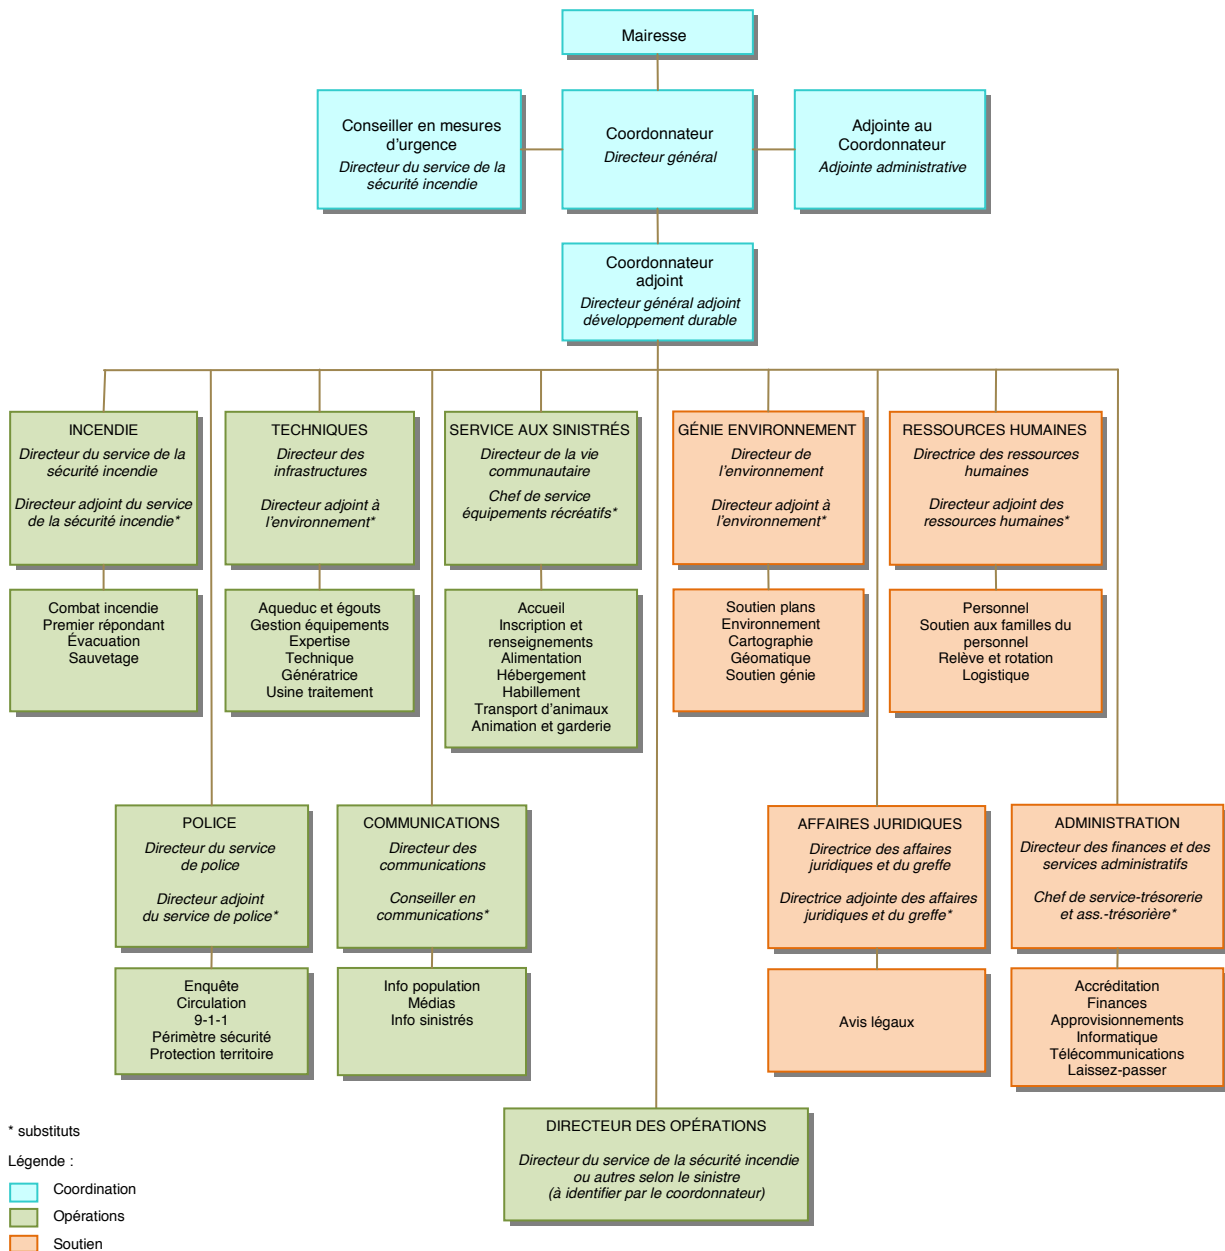 Mairesse
Conseiller en mesures
d’urgence
Directeur du service de la
sécurité incendie
Coordonnateur
Directeur général
Adjointe au
Coordonnateur
Adjointe administrative
Coordonnateur
adjoint
Directeur général adjoint
développement durable
INCENDIE
Directeur du service de la
sécurité incendie
Directeur adjoint du service
de la sécurité incendie*
TECHNIQUES
Directeur des
infrastructures
Directeur adjoint à
l’environnement*
SERVICE AUX SINISTRÉS
Directeur de la vie
communautaire
Chef de service
équipements récréatifs*
GÉNIE ENVIRONNEMENT
Directeur de
l’environnement
Directeur adjoint à
l’environnement*
RESSOURCES HUMAINES
Directrice des ressources
humaines
Directeur adjoint des
ressources humaines*
Combat incendie
Premier répondant
Évacuation
Sauvetage
Aqueduc et égouts
Gestion équipements
Expertise
Technique
Génératrice
Usine traitement
Accueil
Inscription et
renseignements
Alimentation
Hébergement
Habillement
Transport d’animaux
Animation et garderie
Soutien plans
Environnement
Cartographie
Géomatique
Soutien génie
Personnel
Soutien aux familles du
personnel
Relève et rotation
Logistique
POLICE
Directeur du service
de police
Directeur adjoint
du service de police*
COMMUNICATIONS
Directeur des
communications
Conseiller en
communications*
AFFAIRES JURIDIQUES
Directrice des affaires
juridiques et du greffe
Directrice adjointe des affaires
juridiques et du greffe*
ADMINISTRATION
Directeur des finances et des
services administratifs
Chef de service-trésorerie
et ass.-trésorière*
Enquête
Circulation
9-1-1
Périmètre sécurité
Protection territoire
Info population
Médias
Info sinistrés
Avis légaux
Accréditation
Finances
Approvisionnements
Informatique
Télécommunications
Laissez-passer
DIRECTEUR DES OPÉRATIONS
Directeur du service de la sécurité incendie
ou autres selon le sinistre
(à identifier par le coordonnateur)
* substituts
Légende :
Coordination
Opérations
Soutien